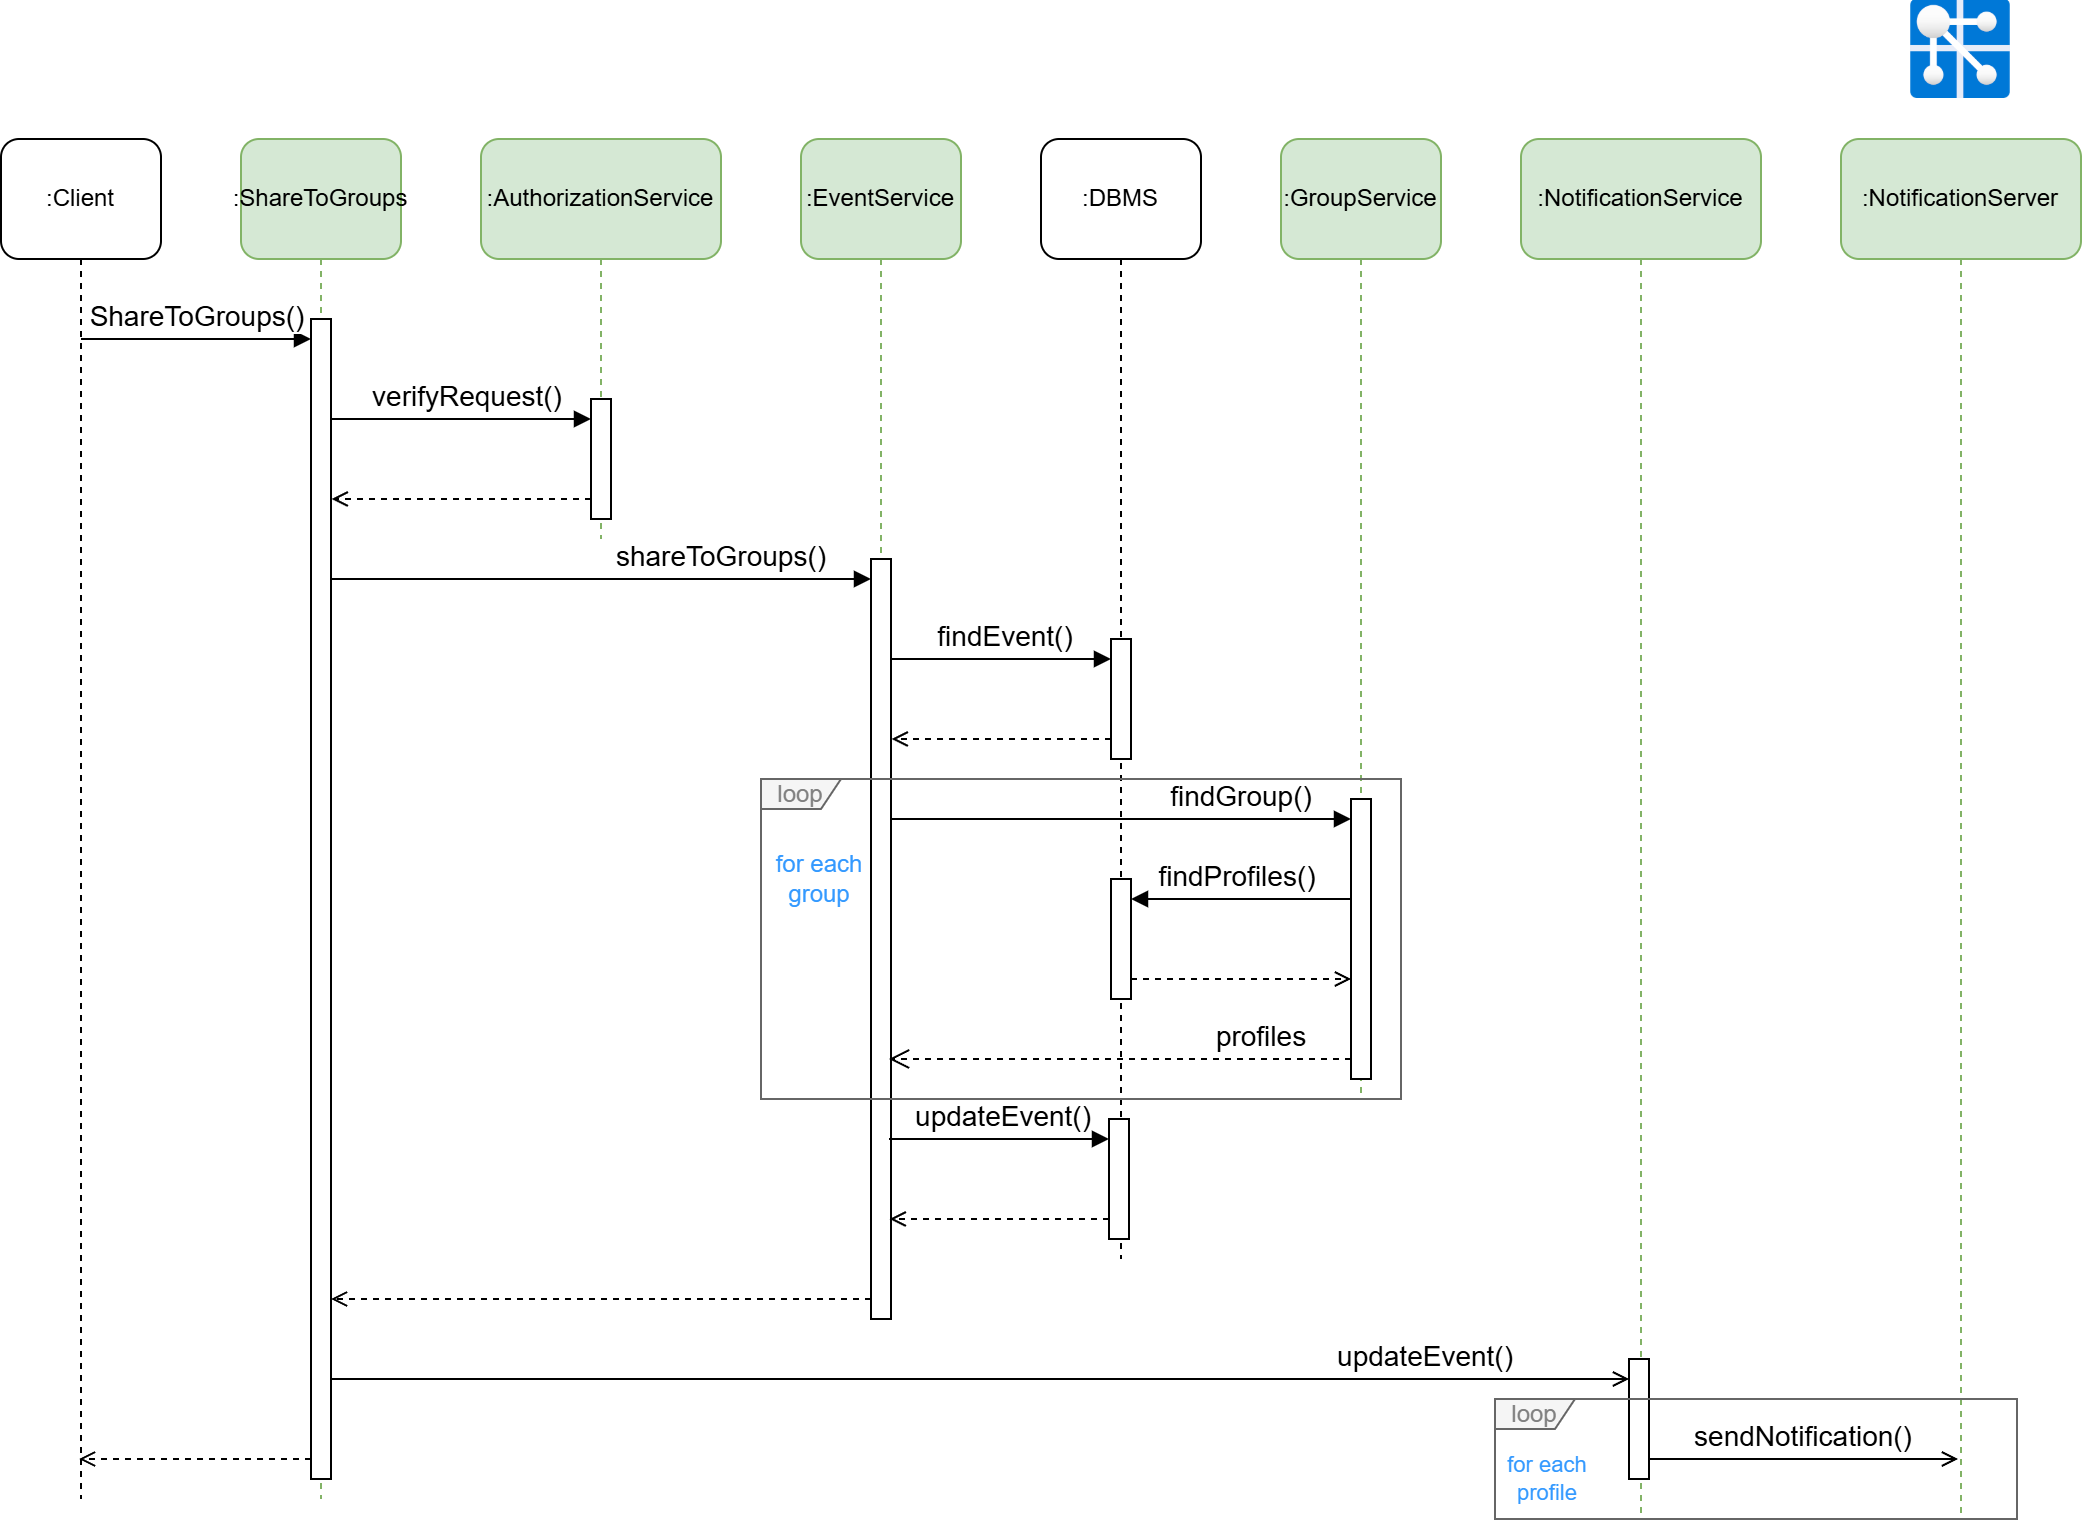 :Client
:ShareToGroups
:AuthorizationService
:EventService
:DBMS
:GroupService
:NotificationService
:NotificationServer
ShareToGroups()
verifyRequest()
shareToGroups()
findEvent()
loop
findGroup()
for each
group
findProfiles()
profiles
updateEvent()
updateEvent()
loop
sendNotification()
for each
profile